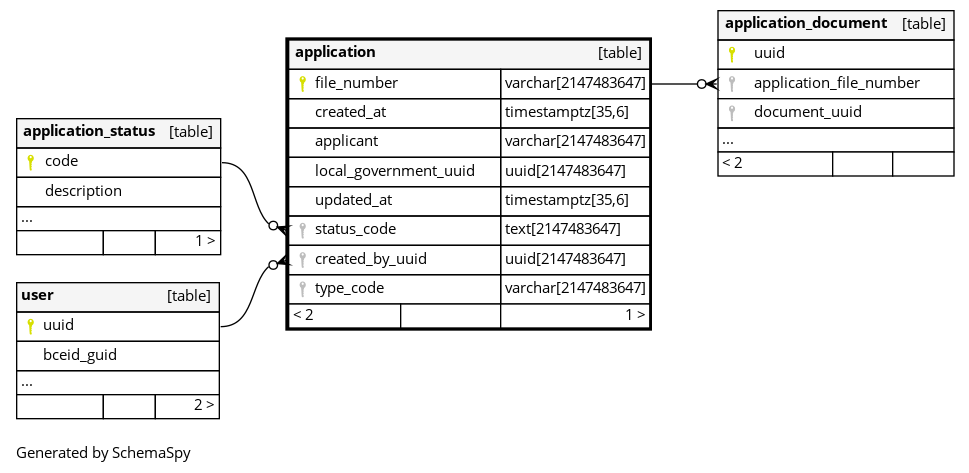 application_status [table]
code
description
...
1 >
user [table]
uuid
bceid_guid
...
2 >
application [table]
file_number varchar[2147483647]
created_at timestamptz[35,6]
applicant varchar[2147483647]
local_government_uuid uuid[2147483647]
updated_at timestamptz[35,6]
status_code text[2147483647]
created_by_uuid uuid[2147483647]
type_code varchar[2147483647]
< 2 1 >
application_document [table]
uuid
application_file_number
document_uuid
...
< 2
Generated by SchemaSpy